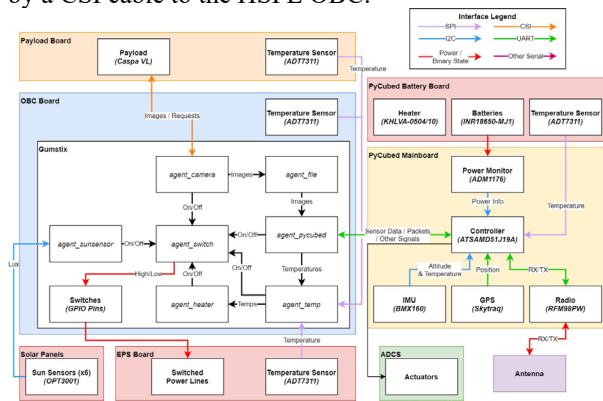 by a CSI cable to the HSFL OBC.
Interface Legend
SPI
CSI
I2C
UART
Power /
Binary State
Other Serial
Payload Board
Payload
(Caspa VL)
Temperature Sensor
(ADT7311)
Temperature
Images / Requests
OBC Board
Temperature Sensor
(ADT7311)
Gumstix
agent_camera
Images
agent_file
On/Off
Images
agent_sunsensor
On/Off
agent_switch
On/Off
agent_pycubed
Lux
High/Low
On/Off
On/Off
Temperatures
Switches
(GPIO Pins)
agent_heater
Temps
agent_temp
Temperature
Solar Panels
Sun Sensors (x6)
(OPT3001)
EPS Board
Switched
Power Lines
Temperature Sensor
(ADT7311)
PyCubed Battery Board
Heater
(KHLVA-0504/10)
Batteries
(INR18650-MJ1)
Temperature Sensor
(ADT7311)
PyCubed Mainboard
Power Monitor
(ADM1176)
Power Info
Temperature
Sensor Data / Packets
/ Other Signals
Controller
(ATSAMD51J19A)
Attitude
& Temperature
Position
RX/TX
RX/TX
IMU
(BMX160)
GPS
(Skytraq)
Radio
(RFM98PW)
RX/TX
ADCS
Actuators
Antenna